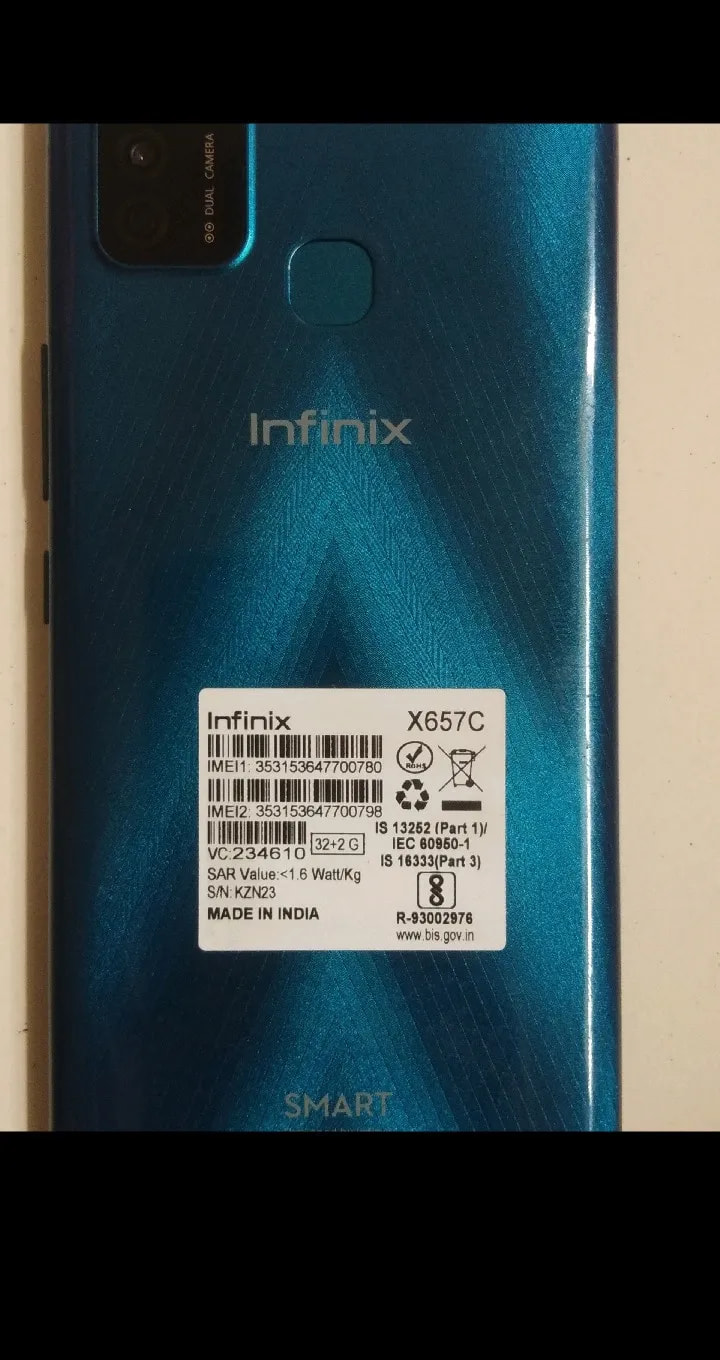 DUAL CAMERA
Infinix
Infinix X657C
IMEI1: 353153647700780
RoHS
IMEI2: 353153647700798
VC:234610 32+2 G
IS 13252 (Part 1)/
IEC 60950-1
IS 16333(Part 3)
SAR Value:<1.6 Watt/Kg
S/N: KZN23
MADE IN INDIA
R-93002976
www.bis.gov.in
SMART